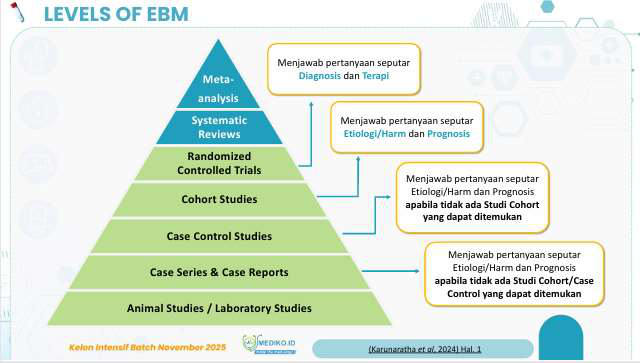 LEVELS OF EBM
Meta-
analysis
Systematic
Reviews
Randomized
Controlled Trials
Cohort Studies
Case Control Studies
Case Series & Case Reports
Animal Studies / Laboratory Studies
Menjawab pertanyaan seputar
Diagnosis dan Terapi
Menjawab pertanyaan seputar
Etiologi/Harm dan Prognosis
Menjawab pertanyaan seputar
Etiologi/Harm dan Prognosis
apabila tidak ada Studi Cohort
yang dapat ditemukan
Menjawab pertanyaan seputar
Etiologi/Harm dan Prognosis
apabila tidak ada Studi Cohort/Case
Control yang dapat ditemukan
Kelon Intensif Batch November 2025
MEDIKO.ID
(Karunaratha et al, 2024) Hal. 1